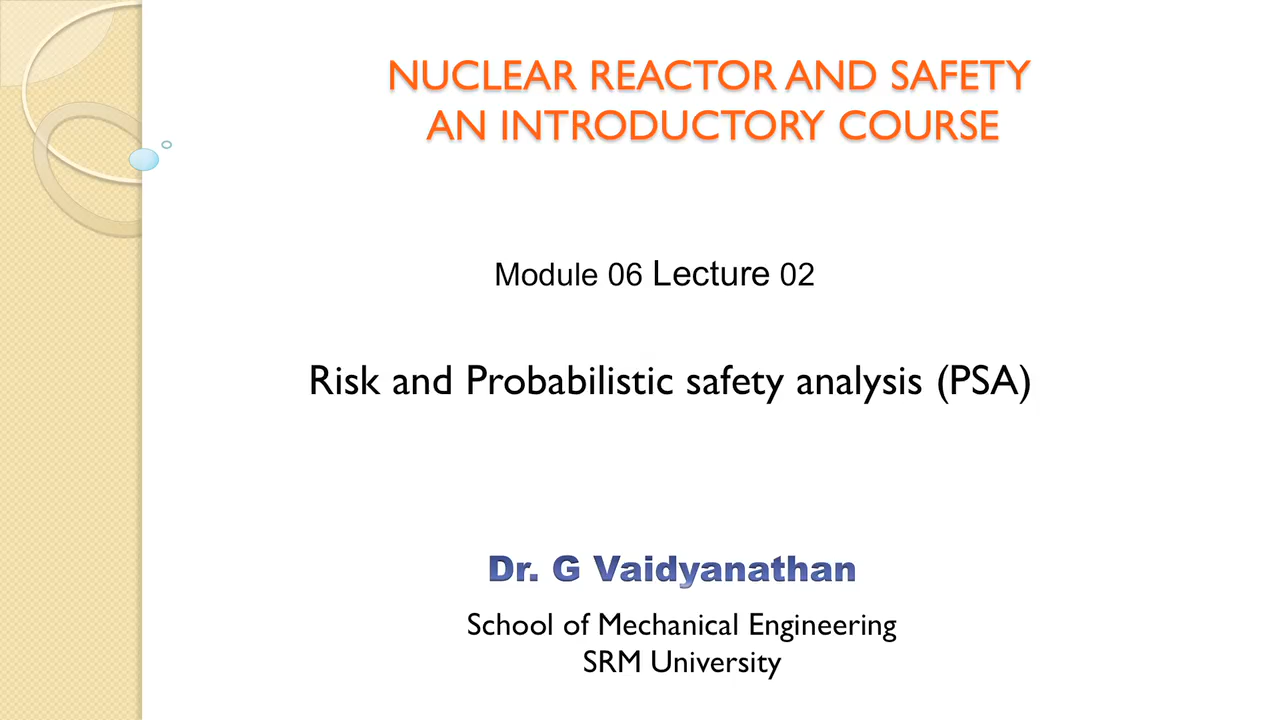 NUCLEAR REACTOR AND SAFETY
AN INTRODUCTORY COURSE
Module 06 Lecture 02
Risk and Probabilistic safety analysis (PSA)
Dr. G Vaidyanathan
School of Mechanical Engineering
SRM University